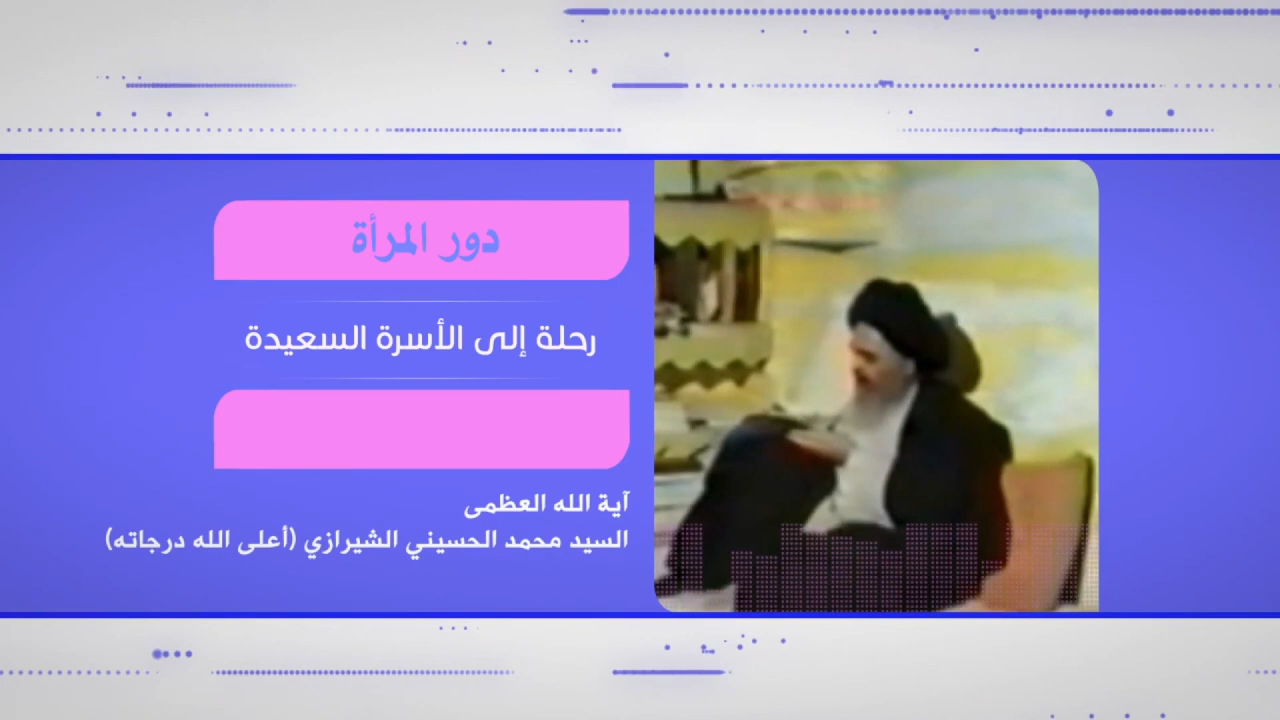 دور المرأة
رحلة إلى الأسرة السعيدة
آية الله العظمى
السيد محمد الحسيني الشيرازي (أعلى الله درجاته)